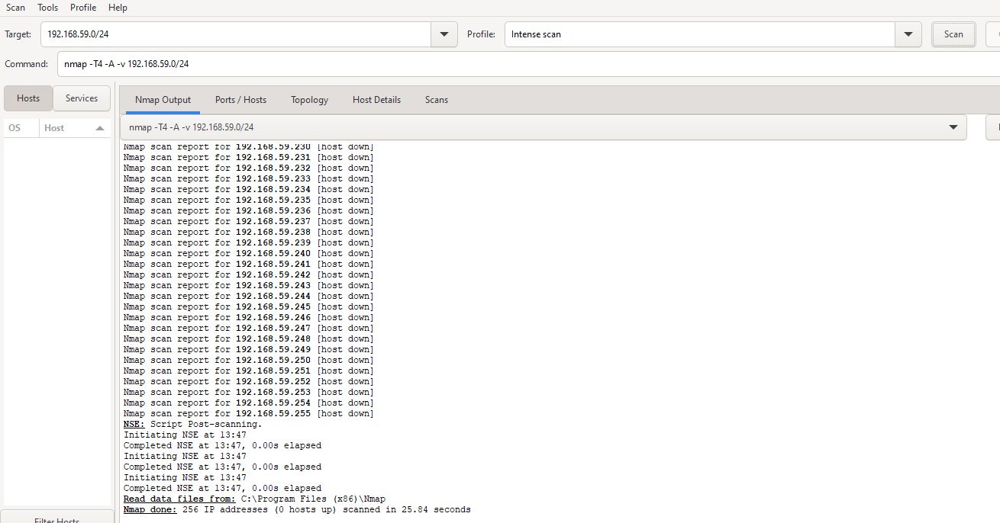 Scan Tools Profile Help
Target: 192.168.59.0/24 Profile: Intense scan Scan
Command: nmap -T4 -A -v 192.168.59.0/24
Hosts Services Nmap Output Ports / Hosts Topology Host Details Scans
OS Host nmap -T4 -A -v 192.168.59.0/24
Nmap scan report for 192.168.59.230 [host down]
Nmap scan report for 192.168.59.231 [host down]
Nmap scan report for 192.168.59.232 [host down]
Nmap scan report for 192.168.59.233 [host down]
Nmap scan report for 192.168.59.234 [host down]
Nmap scan report for 192.168.59.235 [host down]
Nmap scan report for 192.168.59.236 [host down]
Nmap scan report for 192.168.59.237 [host down]
Nmap scan report for 192.168.59.238 [host down]
Nmap scan report for 192.168.59.239 [host down]
Nmap scan report for 192.168.59.240 [host down]
Nmap scan report for 192.168.59.241 [host down]
Nmap scan report for 192.168.59.242 [host down]
Nmap scan report for 192.168.59.243 [host down]
Nmap scan report for 192.168.59.244 [host down]
Nmap scan report for 192.168.59.245 [host down]
Nmap scan report for 192.168.59.246 [host down]
Nmap scan report for 192.168.59.247 [host down]
Nmap scan report for 192.168.59.248 [host down]
Nmap scan report for 192.168.59.249 [host down]
Nmap scan report for 192.168.59.250 [host down]
Nmap scan report for 192.168.59.251 [host down]
Nmap scan report for 192.168.59.252 [host down]
Nmap scan report for 192.168.59.253 [host down]
Nmap scan report for 192.168.59.254 [host down]
Nmap scan report for 192.168.59.255 [host down]
NSE: Script Post-scanning.
Initiating NSE at 13:47
Completed NSE at 13:47, 0.00s elapsed
Initiating NSE at 13:47
Completed NSE at 13:47, 0.00s elapsed
Initiating NSE at 13:47
Completed NSE at 13:47, 0.00s elapsed
Read data files from: C:\Program Files (x86)\Nmap
Nmap done: 256 IP addresses (0 hosts up) scanned in 25.84 seconds
Filter Hosts